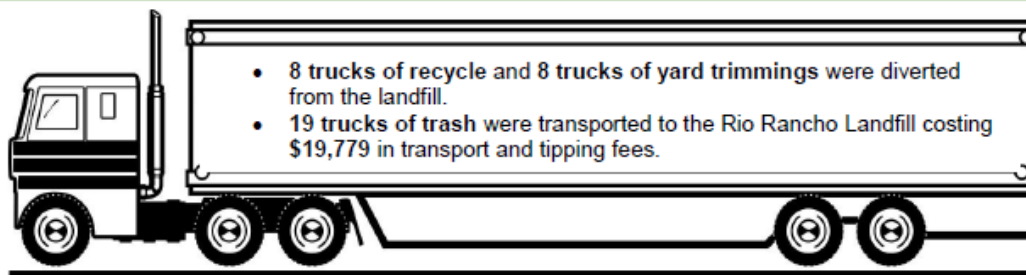 • 8 trucks of recycle and 8 trucks of yard trimmings were diverted
from the landfill.
• 19 trucks of trash were transported to the Rio Rancho Landfill costing
$19,779 in transport and tipping fees.